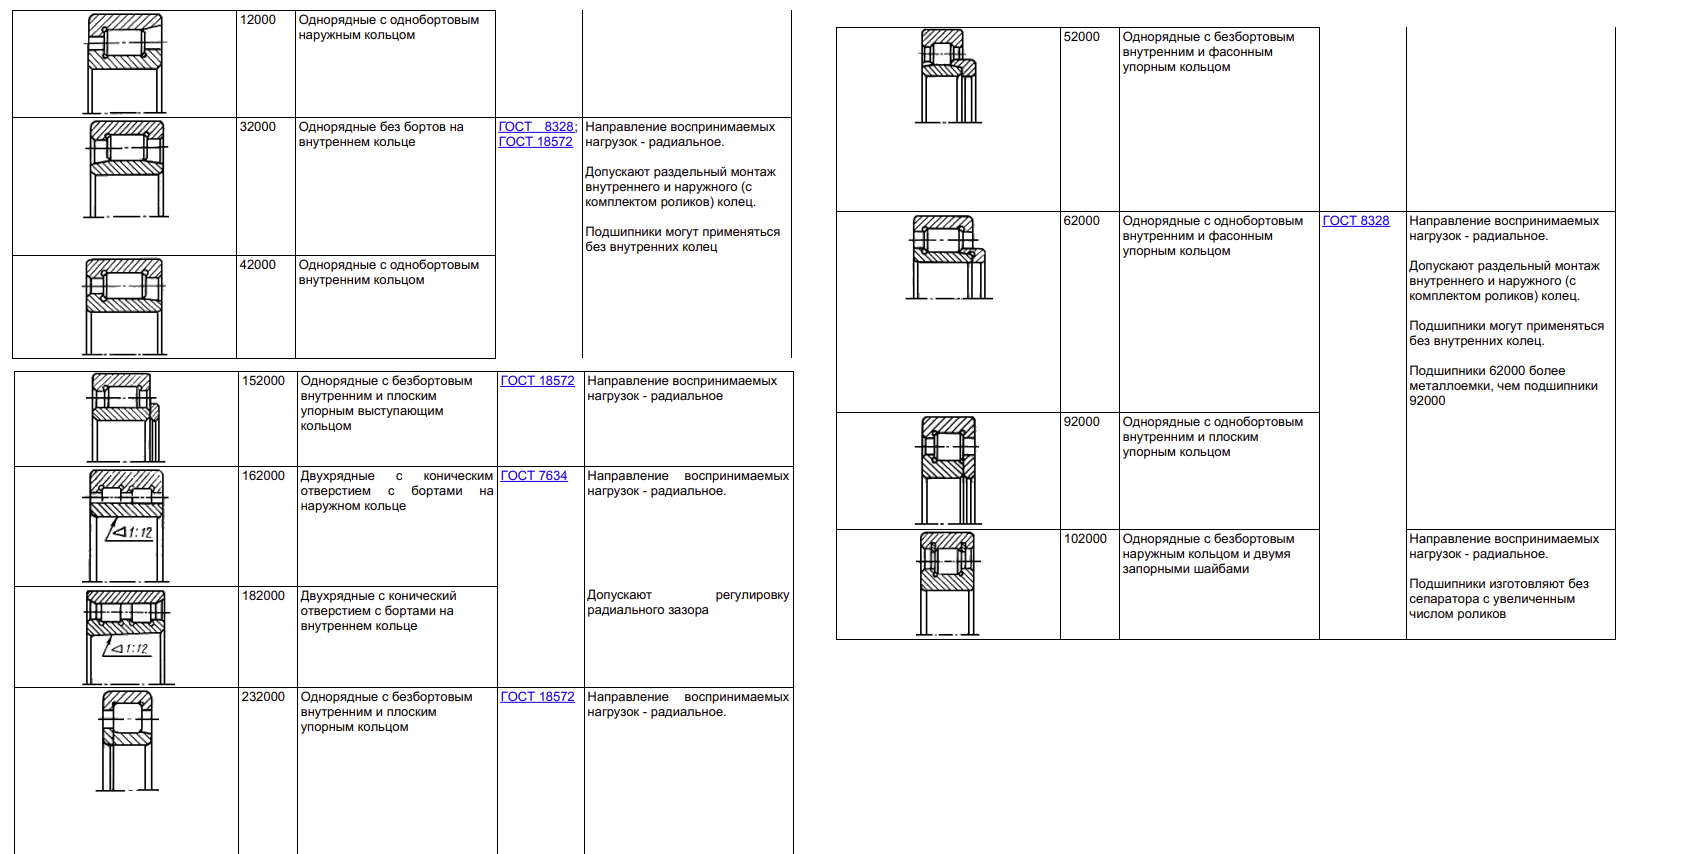 12000
Однорядные с однобортовым
наружным кольцом
32000
Однорядные без бортов на
внутреннем кольце
ГОСТ 8328;
ГОСТ 18572
Направление воспринимаемых
нагрузок - радиальное.
Допускают раздельный монтаж
внутреннего и наружного (с
комплектом роликов) колец.
Подшипники могут применяться
без внутренних колец
42000
Однорядные с однобортовым
внутренним кольцом
152000
Однорядные с безбортовым
внутренним и плоским
упорным выступающим
кольцом
ГОСТ 18572
Направление воспринимаемых
нагрузок - радиальное
162000
Двухрядные с коническим
отверстием с бортами на
наружном кольце
ГОСТ 7634
Направление воспринимаемых
нагрузок - радиальное.
1:12
182000
Двухрядные с конический
отверстием с бортами на
внутреннем кольце
Допускают регулировку
радиального зазора
1:12
232000
Однорядные с безбортовым
внутренним и плоским
упорным кольцом
ГОСТ 18572
Направление воспринимаемых
нагрузок - радиальное.
52000
Однорядные с безбортовым
внутренним и фасонным
упорным кольцом
62000
Однорядные с однобортовым
внутренним и фасонным
упорным кольцом
ГОСТ 8328
Направление воспринимаемых
нагрузок - радиальное.
Допускают раздельный монтаж
внутреннего и наружного (с
комплектом роликов) колец.
Подшипники могут применяться
без внутренних колец.
Подшипники 62000 более
металлоемки, чем подшипники
92000
92000
Однорядные с однобортовым
внутренним и плоским
упорным кольцом
102000
Однорядные с безбортовым
наружным кольцом и двумя
запорными шайбами
Направление воспринимаемых
нагрузок - радиальное.
Подшипники изготовляют без
сепаратора с увеличенным
числом роликов